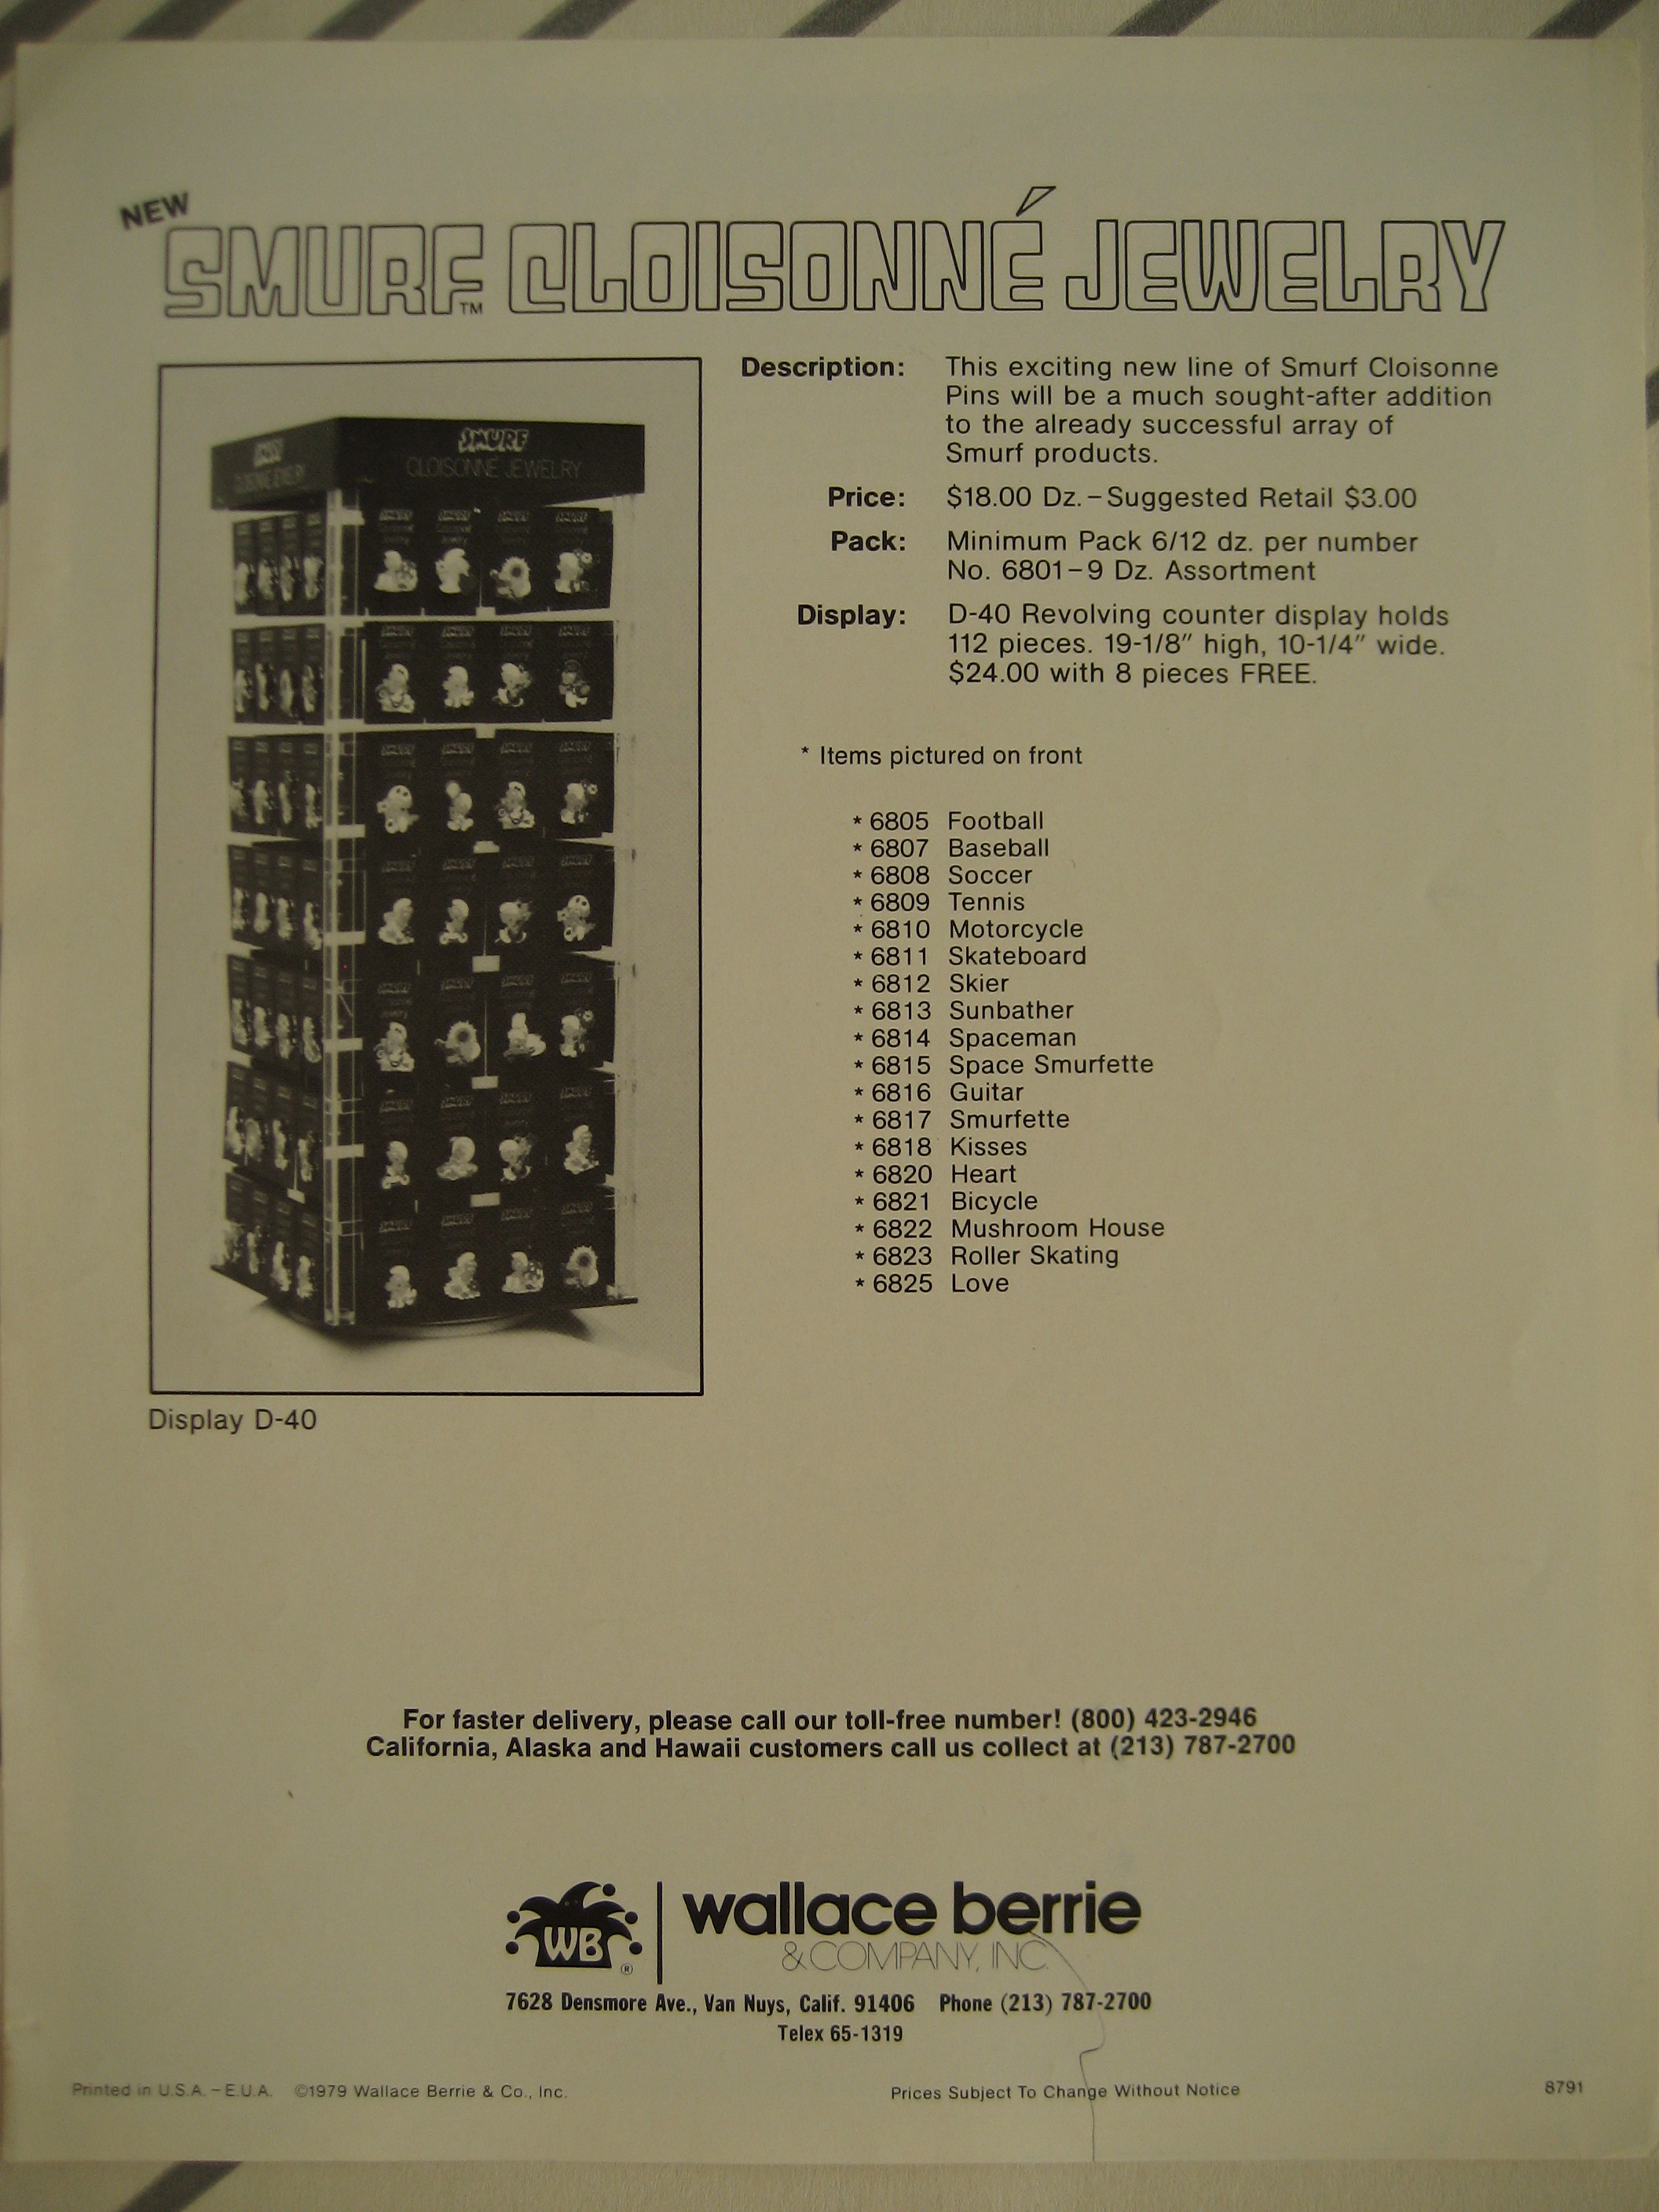 NEW
SMURF™ CLOISONNÉ JEWELRY
SMURF
CLOISONNÉ JEWELRY
Description: This exciting new line of Smurf Cloisonne
Pins will be a much sought-after addition
to the already successful array of
Smurf products.
Price: $18.00 Dz.–Suggested Retail $3.00
Pack: Minimum Pack 6/12 dz. per number
No. 6801–9 Dz. Assortment
Display: D-40 Revolving counter display holds
112 pieces. 19-1/8" high, 10-1/4" wide.
$24.00 with 8 pieces FREE.
* Items pictured on front
* 6805 Football
* 6807 Baseball
* 6808 Soccer
* 6809 Tennis
* 6810 Motorcycle
* 6811 Skateboard
* 6812 Skier
* 6813 Sunbather
* 6814 Spaceman
* 6815 Space Smurfette
* 6816 Guitar
* 6817 Smurfette
* 6818 Kisses
* 6820 Heart
* 6821 Bicycle
* 6822 Mushroom House
* 6823 Roller Skating
* 6825 Love
Display D-40
For faster delivery, please call our toll-free number! (800) 423-2946
California, Alaska and Hawaii customers call us collect at (213) 787-2700
WB ®
wallace berrie
& COMPANY, INC.
7628 Densmore Ave., Van Nuys, Calif. 91406 Phone (213) 787-2700
Telex 65-1319
Printed in U.S.A.–E.U.A. ©1979 Wallace Berrie & Co., Inc. Prices Subject To Change Without Notice 8791